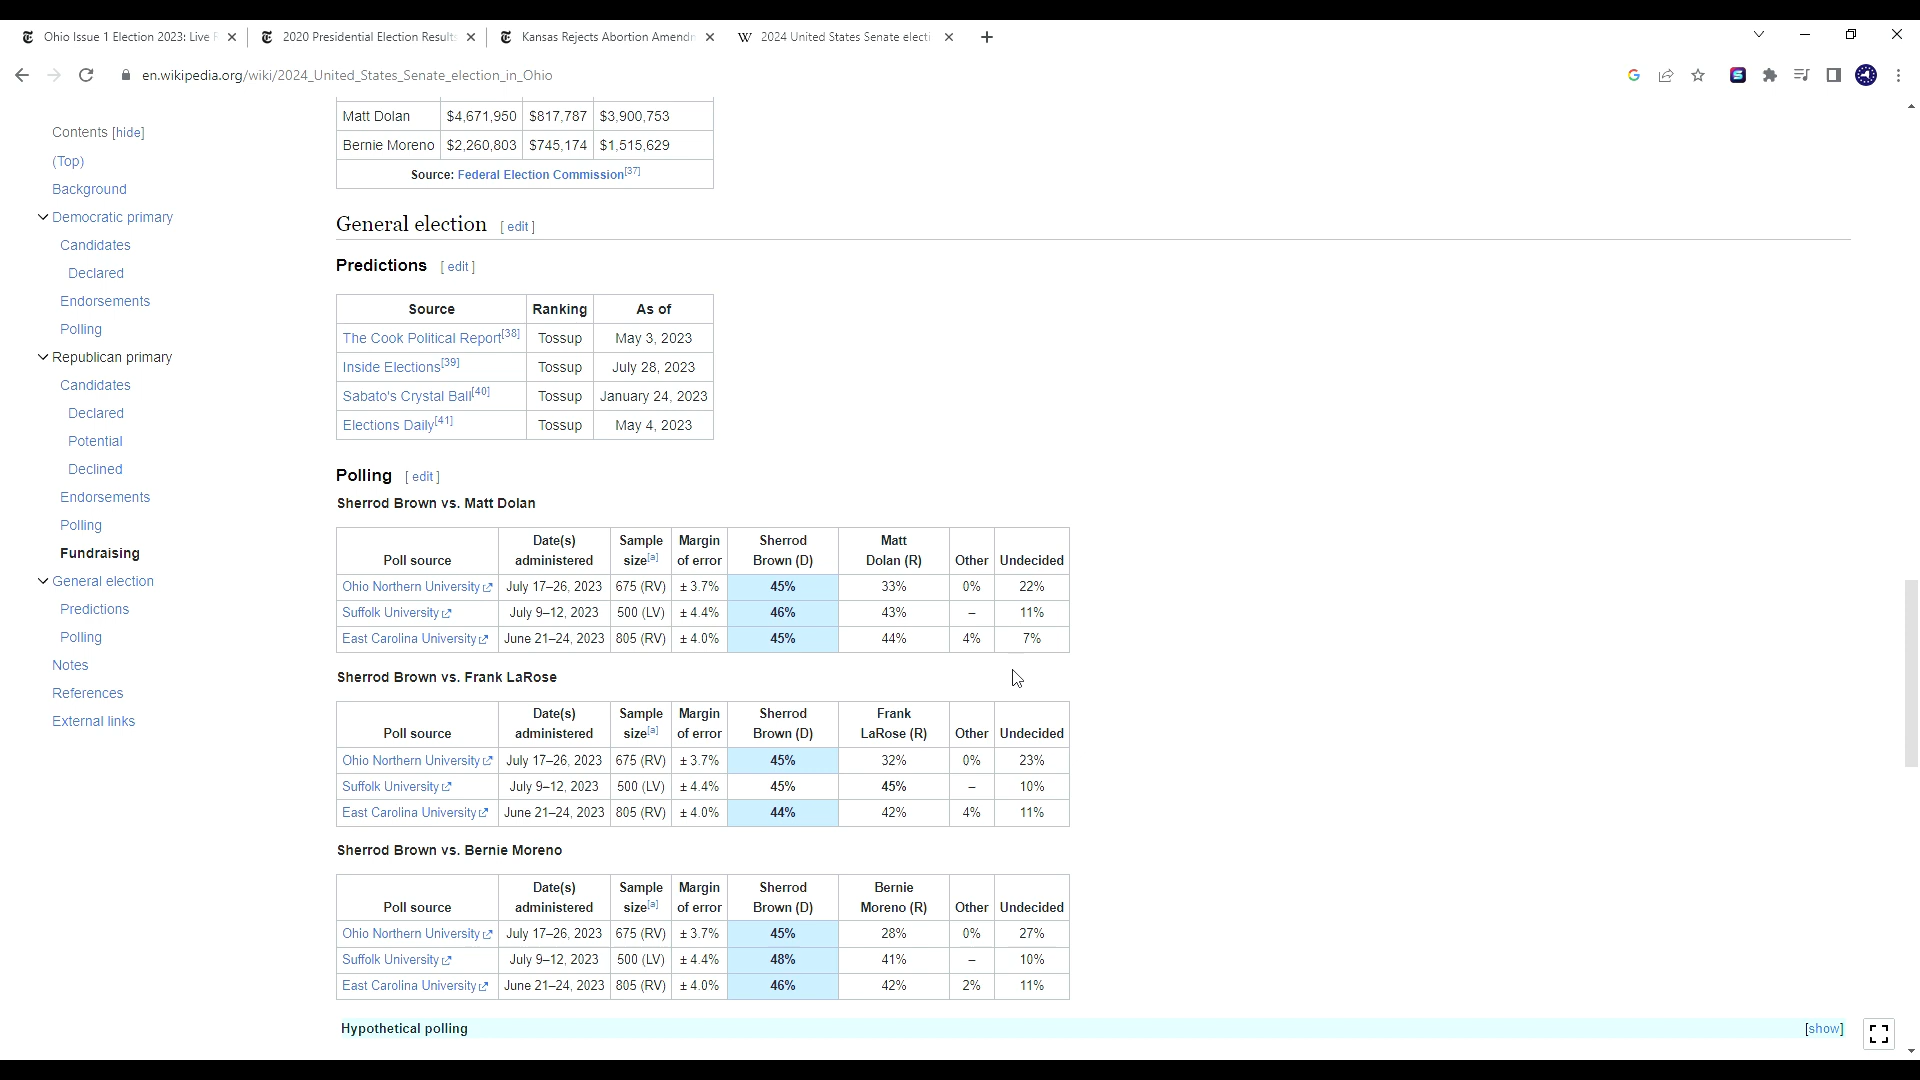 Ohio Issue 1 Election 2023: Live
2020 Presidential Election Results
Kansas Rejects Abortion Amend
2024 United States Senate electi
en.wikipedia.org/wiki/2024_United_States_Senate_election_in_Ohio
Contents [hide]
(Top)
Background
Democratic primary
Candidates
Declared
Endorsements
Polling
Republican primary
Candidates
Declared
Potential
Declined
Endorsements
Polling
Fundraising
General election
Predictions
Polling
Notes
References
External links
Matt Dolan $4,671,950 $817,787 $3,900,753
Bernie Moreno $2,260,803 $745,174 $1,515,629
Source: Federal Election Commission[37]
General election [ edit ]
Predictions [ edit ]
Source Ranking As of
The Cook Political Report[38] Tossup May 3, 2023
Inside Elections[39] Tossup July 28, 2023
Sabato's Crystal Ball[40] Tossup January 24, 2023
Elections Daily[41] Tossup May 4, 2023
Polling [ edit ]
Sherrod Brown vs. Matt Dolan
Date(s) Sample Margin Sherrod Matt
Poll source administered size[a] of error Brown (D) Dolan (R) Other Undecided
Ohio Northern University July 17–26, 2023 675 (RV) ± 3.7% 45% 33% 0% 22%
Suffolk University July 9–12, 2023 500 (LV) ± 4.4% 46% 43% – 11%
East Carolina University June 21–24, 2023 805 (RV) ± 4.0% 45% 44% 4% 7%
Sherrod Brown vs. Frank LaRose
Date(s) Sample Margin Sherrod Frank
Poll source administered size[a] of error Brown (D) LaRose (R) Other Undecided
Ohio Northern University July 17–26, 2023 675 (RV) ± 3.7% 45% 32% 0% 23%
Suffolk University July 9–12, 2023 500 (LV) ± 4.4% 45% 45% – 10%
East Carolina University June 21–24, 2023 805 (RV) ± 4.0% 44% 42% 4% 11%
Sherrod Brown vs. Bernie Moreno
Date(s) Sample Margin Sherrod Bernie
Poll source administered size[a] of error Brown (D) Moreno (R) Other Undecided
Ohio Northern University July 17–26, 2023 675 (RV) ± 3.7% 45% 28% 0% 27%
Suffolk University July 9–12, 2023 500 (LV) ± 4.4% 48% 41% – 10%
East Carolina University June 21–24, 2023 805 (RV) ± 4.0% 46% 42% 2% 11%
Hypothetical polling [show]